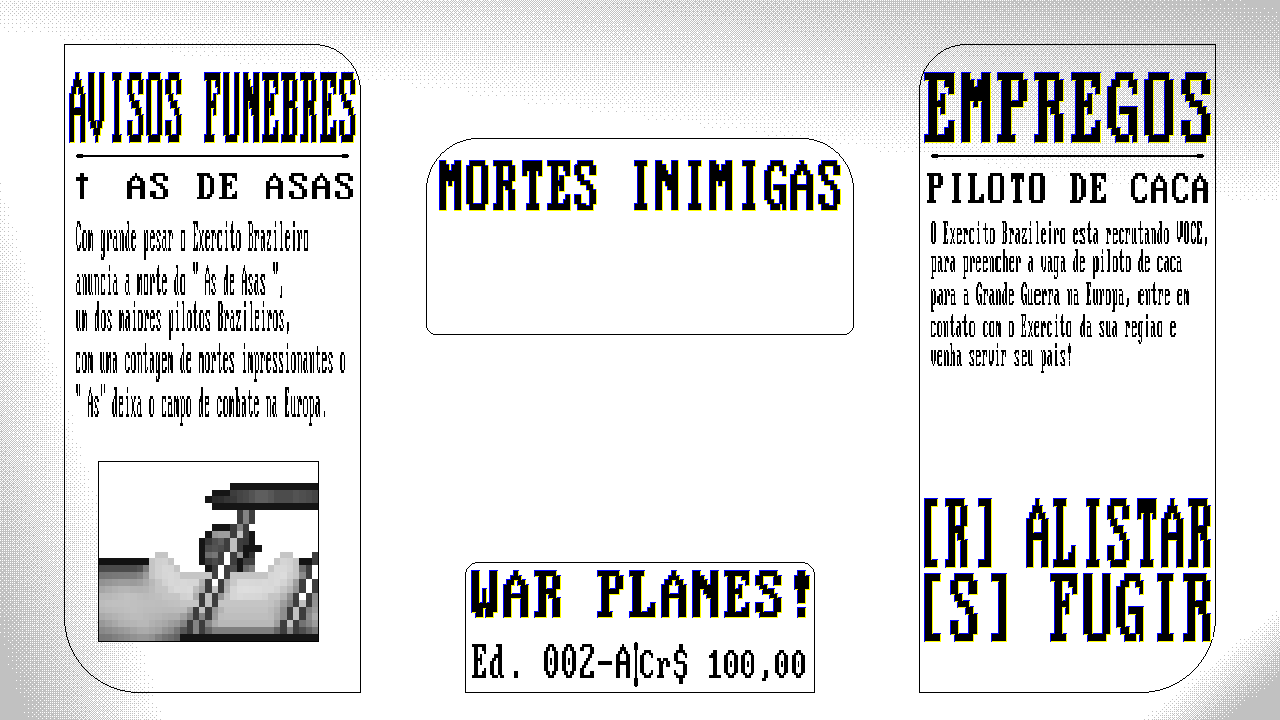 AVISOS FUNEBRES
† AS DE ASAS
Com grande pesar o Exercito Brazileiro
anuncia a morte do " As de Asas ",
um dos maiores pilotos Brazileiros,
com uma contagem de mortes impressionantes o
" As" deixa o campo de combate na Europa.
MORTES INIMIGAS
WAR PLANES!
Ed. 002-A|Cr$ 100,00
EMPREGOS
PILOTO DE CACA
O Exercito Brazileiro esta recrutando VOCE,
para preencher a vaga de piloto de caca
para a Grande Guerra na Europa, entre em
contato com o Exercito da sua regiao e
venha servir seu pais!
[R] ALISTAR
[S] FUGIR